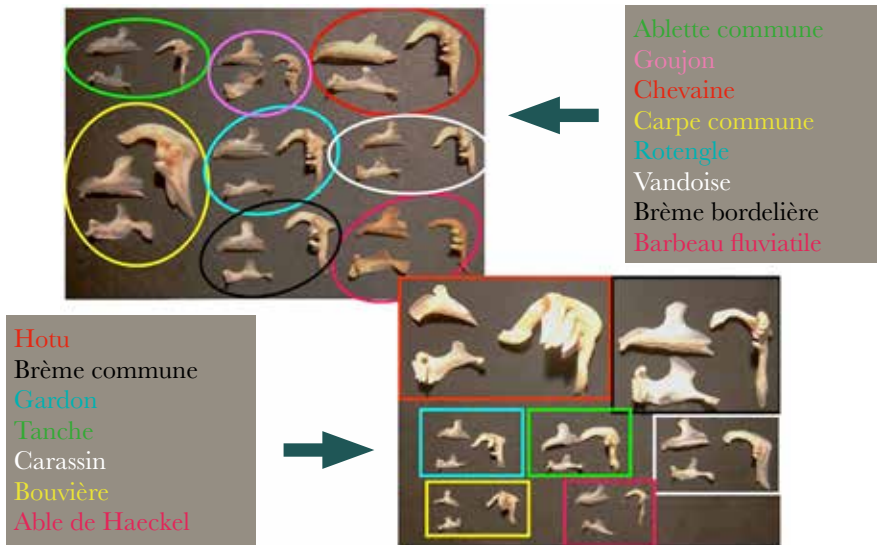 Ablette commune
Goujon
Chevaine
Carpe commune
Rotengle
Vandoise
Brème bordelière
Barbeau fluviatile
Hotu
Brème commune
Gardon
Tanche
Carassin
Bouvière
Able de Haeckel